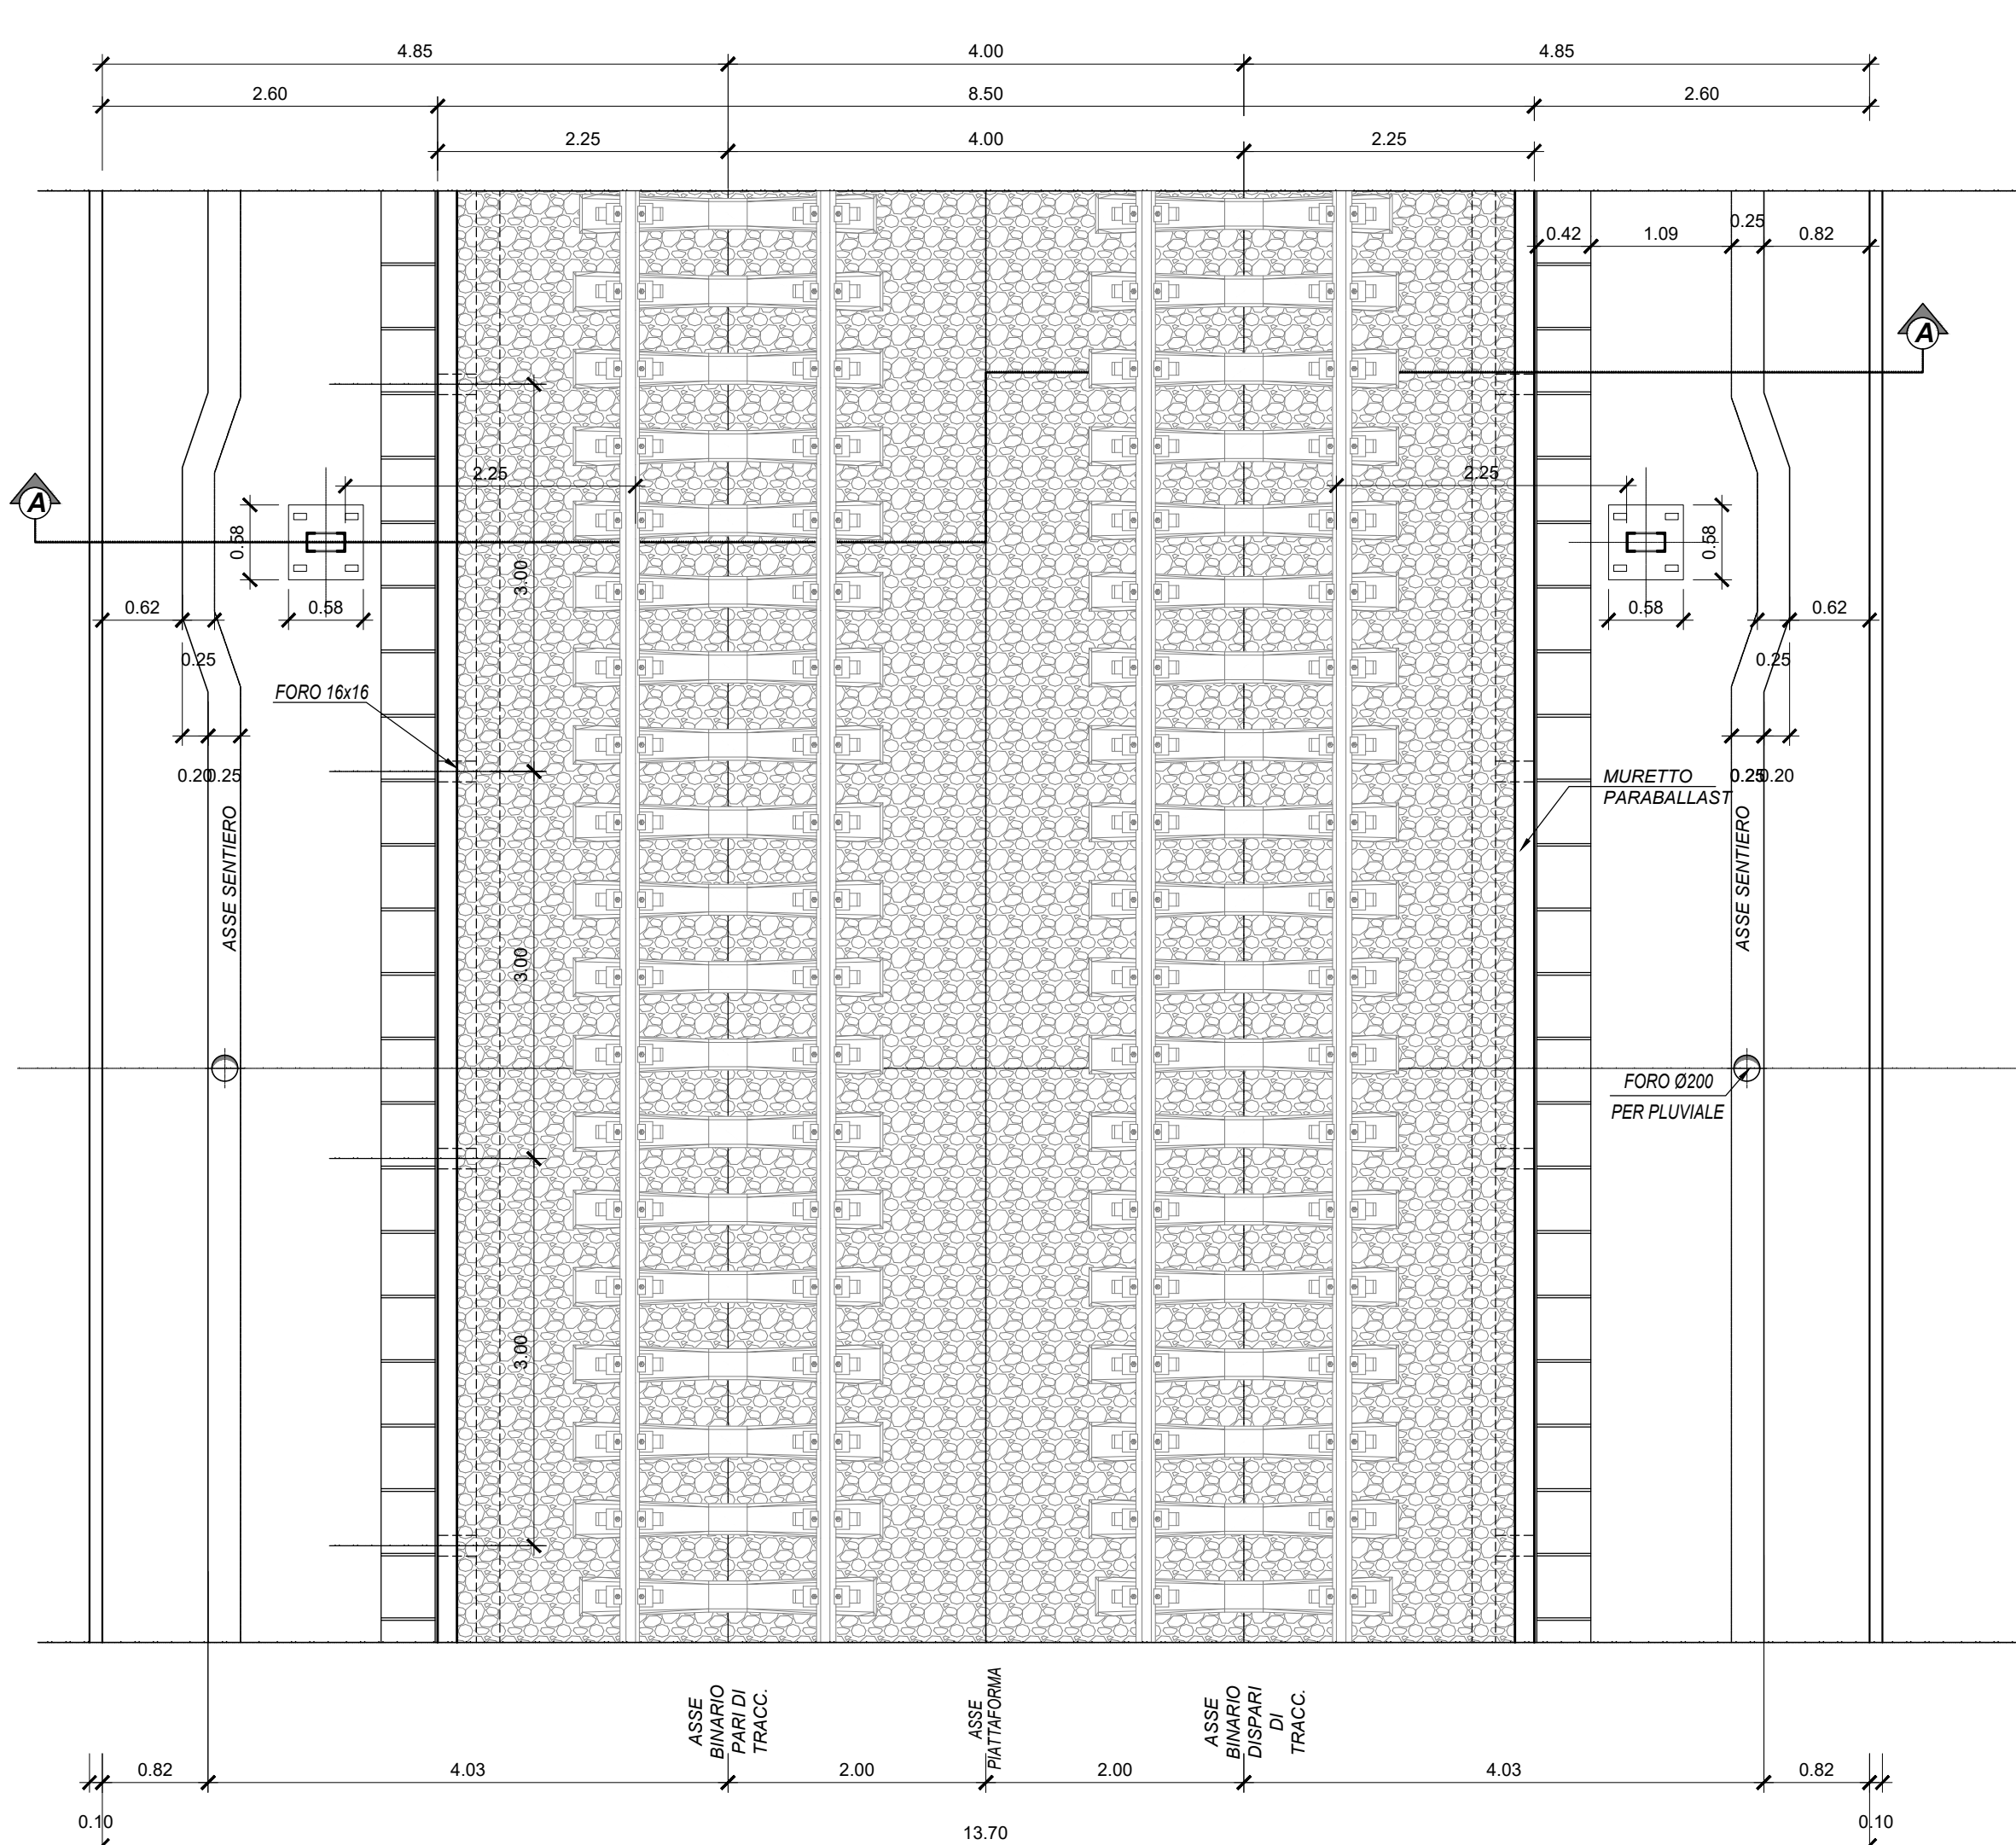 4.85 4.00 4.85
2.60 8.50 2.60
2.25 4.00 2.25
0.25
0.42 1.09 0.82
A
2.25 2.25
A
0.58 0.58
3.00
0.62 0.58 0.58 0.62
0.25 0.25
FORO 16x16
0.20 0.25
MURETTO
PARABALLAST
0.25 0.20
ASSE SENTIERO
ASSE SENTIERO
3.00
FORO Ø200
PER PLUVIALE
3.00
ASSE
BINARIO
PARI DI
TRACC.
ASSE
PIATTAFORMA
ASSE
BINARIO
DISPARI
DI
TRACC.
0.82 4.03 2.00 2.00 4.03 0.82
0.10 13.70 0.10